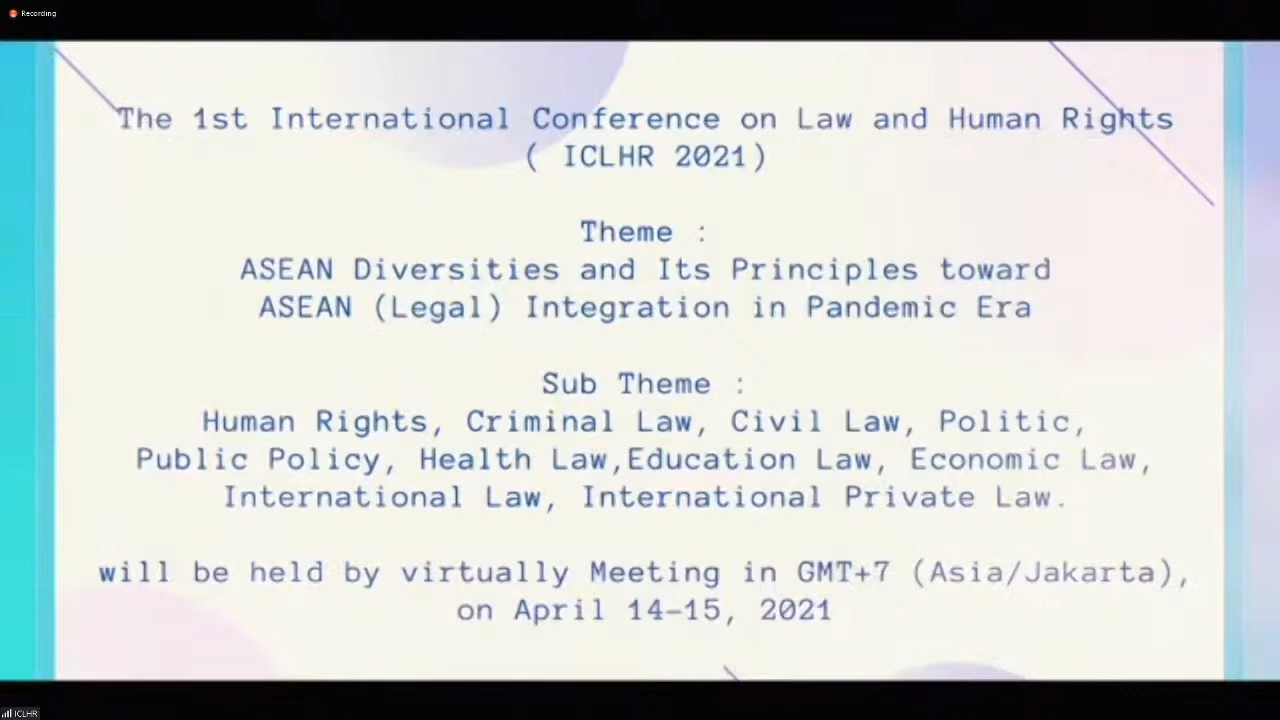 Recording
The 1st International Conference on Law and Human Rights
( ICLHR 2021)
Theme :
ASEAN Diversities and Its Principles toward
ASEAN (Legal) Integration in Pandemic Era
Sub Theme :
Human Rights, Criminal Law, Civil Law, Politic,
Public Policy, Health Law,Education Law, Economic Law,
International Law, International Private Law.
will be held by virtually Meeting in GMT+7 (Asia/Jakarta),
on April 14-15, 2021
ICLHR